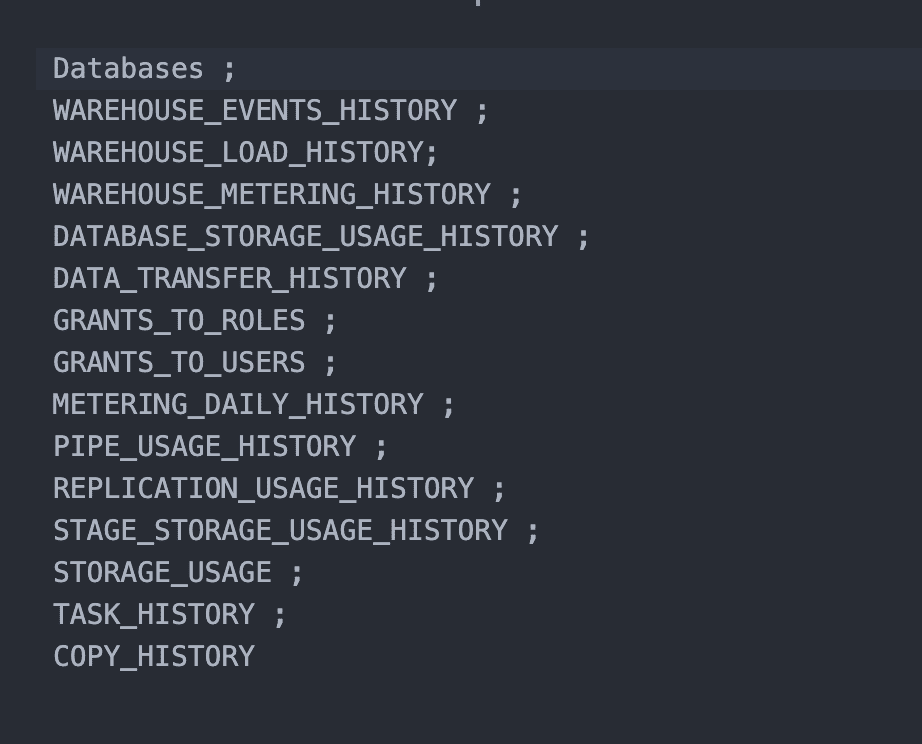 Databases ;
WAREHOUSE_EVENTS_HISTORY ;
WAREHOUSE_LOAD_HISTORY;
WAREHOUSE_METERING_HISTORY ;
DATABASE_STORAGE_USAGE_HISTORY ;
DATA_TRANSFER_HISTORY ;
GRANTS_TO_ROLES ;
GRANTS_TO_USERS ;
METERING_DAILY_HISTORY ;
PIPE_USAGE_HISTORY ;
REPLICATION_USAGE_HISTORY ;
STAGE_STORAGE_USAGE_HISTORY ;
STORAGE_USAGE ;
TASK_HISTORY ;
COPY_HISTORY